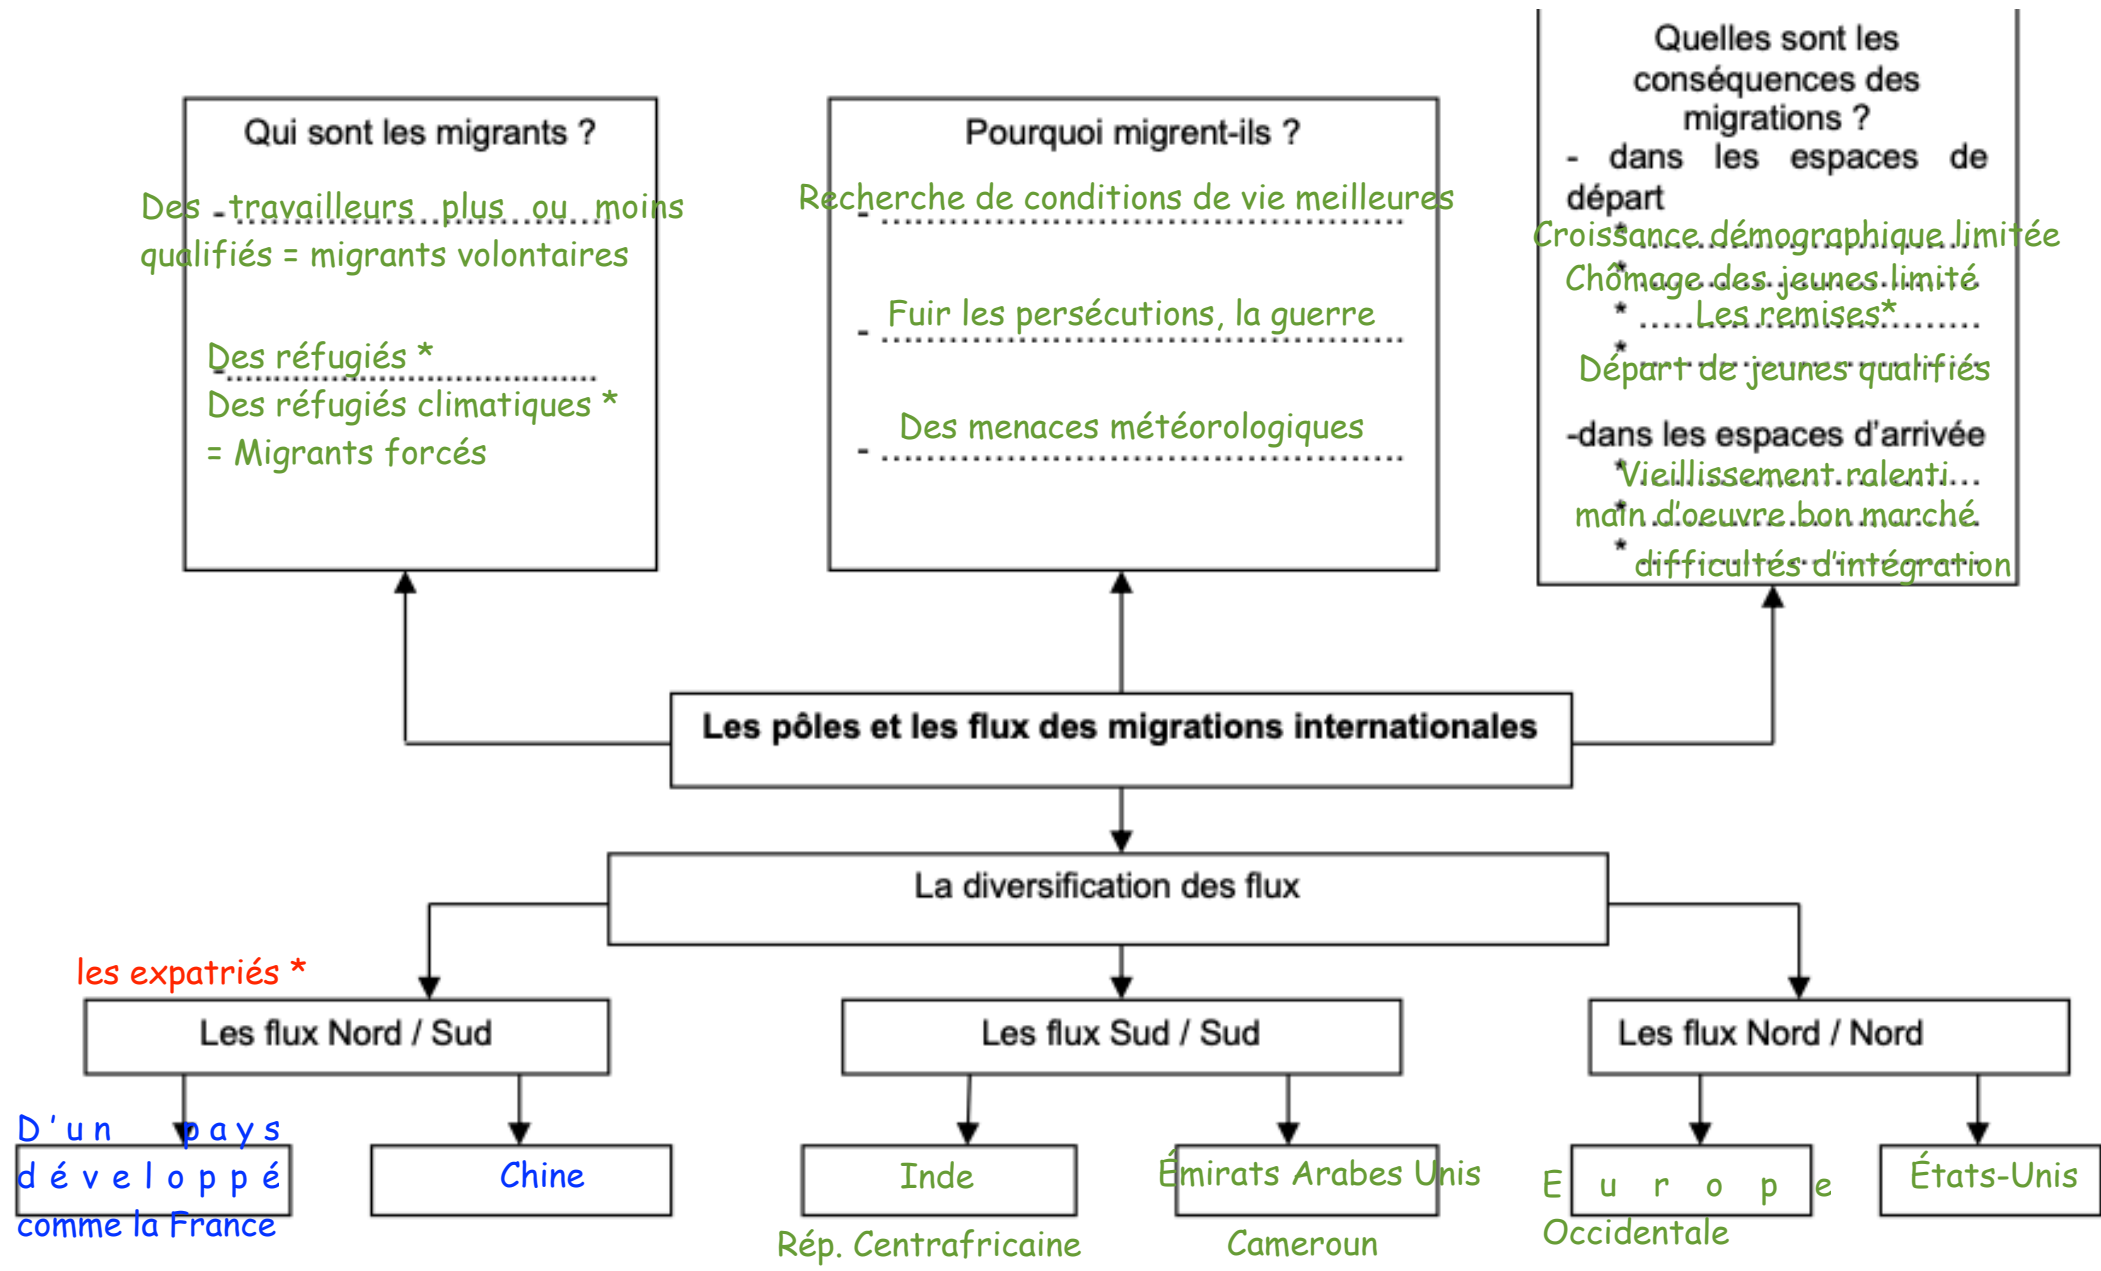 Qui sont les migrants ?
- Des travailleurs plus ou moins
qualifiés = migrants volontaires
- Des réfugiés *
Des réfugiés climatiques *
= Migrants forcés
Pourquoi migrent-ils ?
- Recherche de conditions de vie meilleures
- Fuir les persécutions, la guerre
- Des menaces météorologiques
Quelles sont les
conséquences des
migrations ?
- dans les espaces de
départ
* Croissance démographique limitée
* Chômage des jeunes limité
* Les remises*
* Départ de jeunes qualifiés
-dans les espaces d'arrivée
* Vieillissement ralenti
* main d'oeuvre bon marché
* difficultés d'intégration
Les pôles et les flux des migrations internationales
La diversification des flux
les expatriés *
Les flux Nord / Sud
Les flux Sud / Sud
Les flux Nord / Nord
D'un pays
développé
comme la France
Chine
Inde
Rép. Centrafricaine
Émirats Arabes Unis
Cameroun
Europe
Occidentale
États-Unis